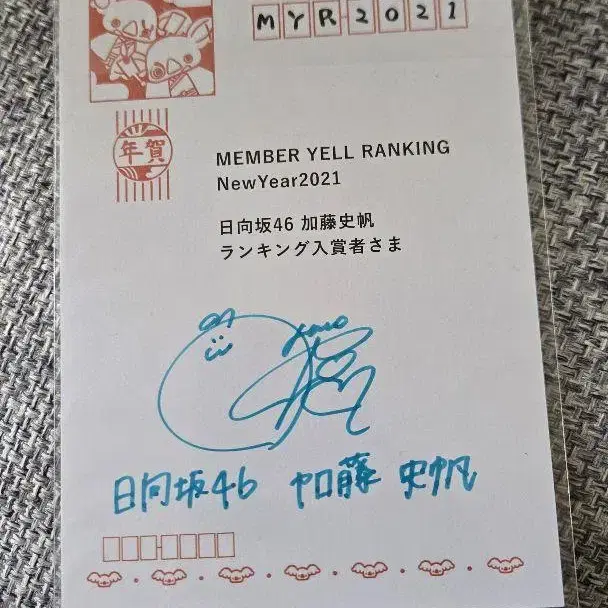 MYR2021
年賀
MEMBER YELL RANKING
NewYear2021
日向坂46 加藤史帆
ランキング入賞者さま
日向坂46 加藤 史帆